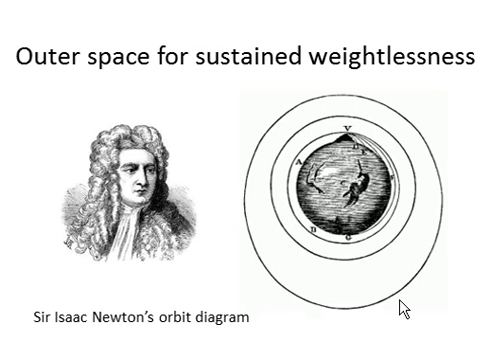 Outer space for sustained weightlessness
V
A
B
Sir Isaac Newton's orbit diagram